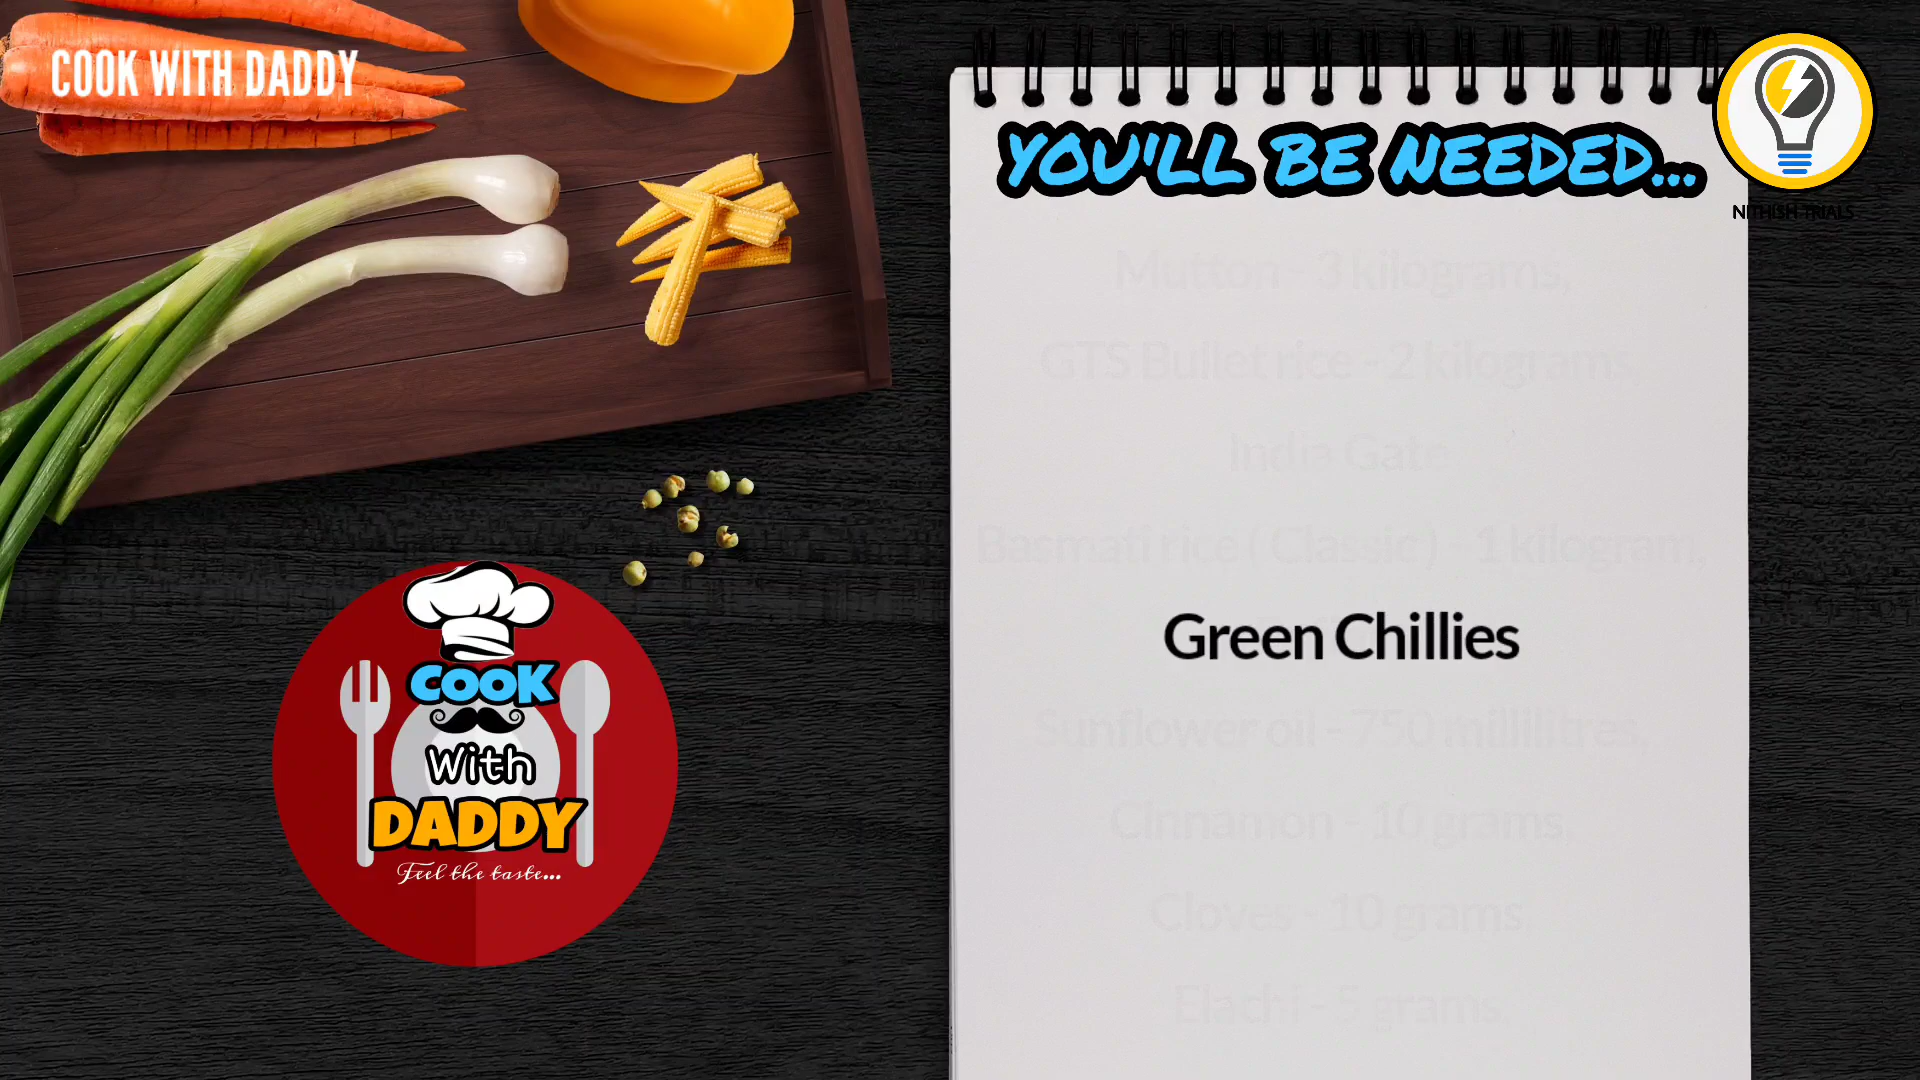 COOK WITH DADDY
YOU'LL BE NEEDED...
NITHISH TRIALS
Mutton - 3 kilograms,
GTS Bullet rice - 2 kilograms,
India Gate
Basmati rice ( Classic) - 1 kilogram,
Green Chillies
Sunflower oil - 750 millilitres,
Cinnamon - 10 grams,
Cloves - 10 grams,
Elachi - 5 grams,
COOK
With
DADDY
Feel the taste...